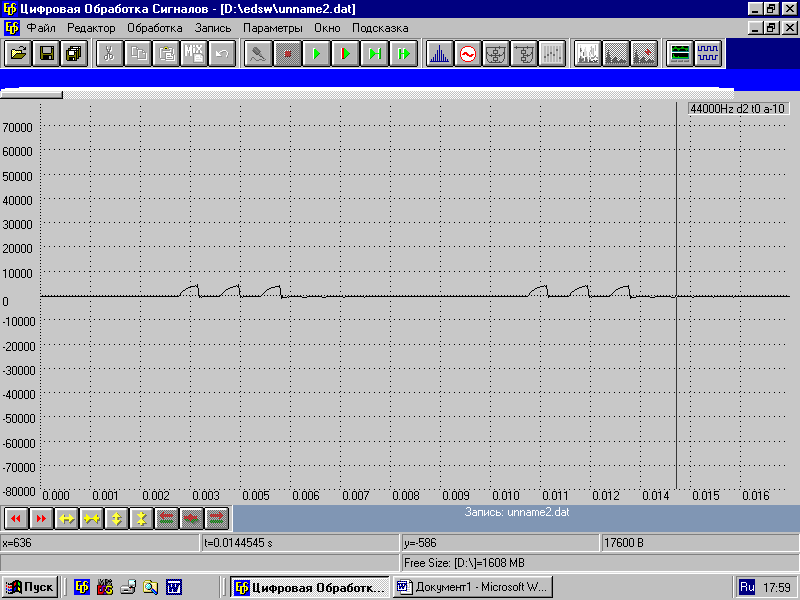 Цифровая Обработка Сигналов - [D:\edsw\unname2.dat]
Файл Редактор Обработка Запись Параметры Окно Подсказка
MiX
44000Hz d2 t0 a-10
70000
60000
50000
40000
30000
20000
10000
0
-10000
-20000
-30000
-40000
-50000
-60000
-70000
-80000
0.000 0.001 0.002 0.003 0.005 0.006 0.007 0.008 0.009 0.010 0.011 0.012 0.014 0.015 0.016
Запись: unname2.dat
x=636 t=0.0144545 s y=-586 17600 B
Free Size: [D:\]=1608 MB
Пуск Цифровая Обработк... Документ1 - Microsoft W... Ru 17:59